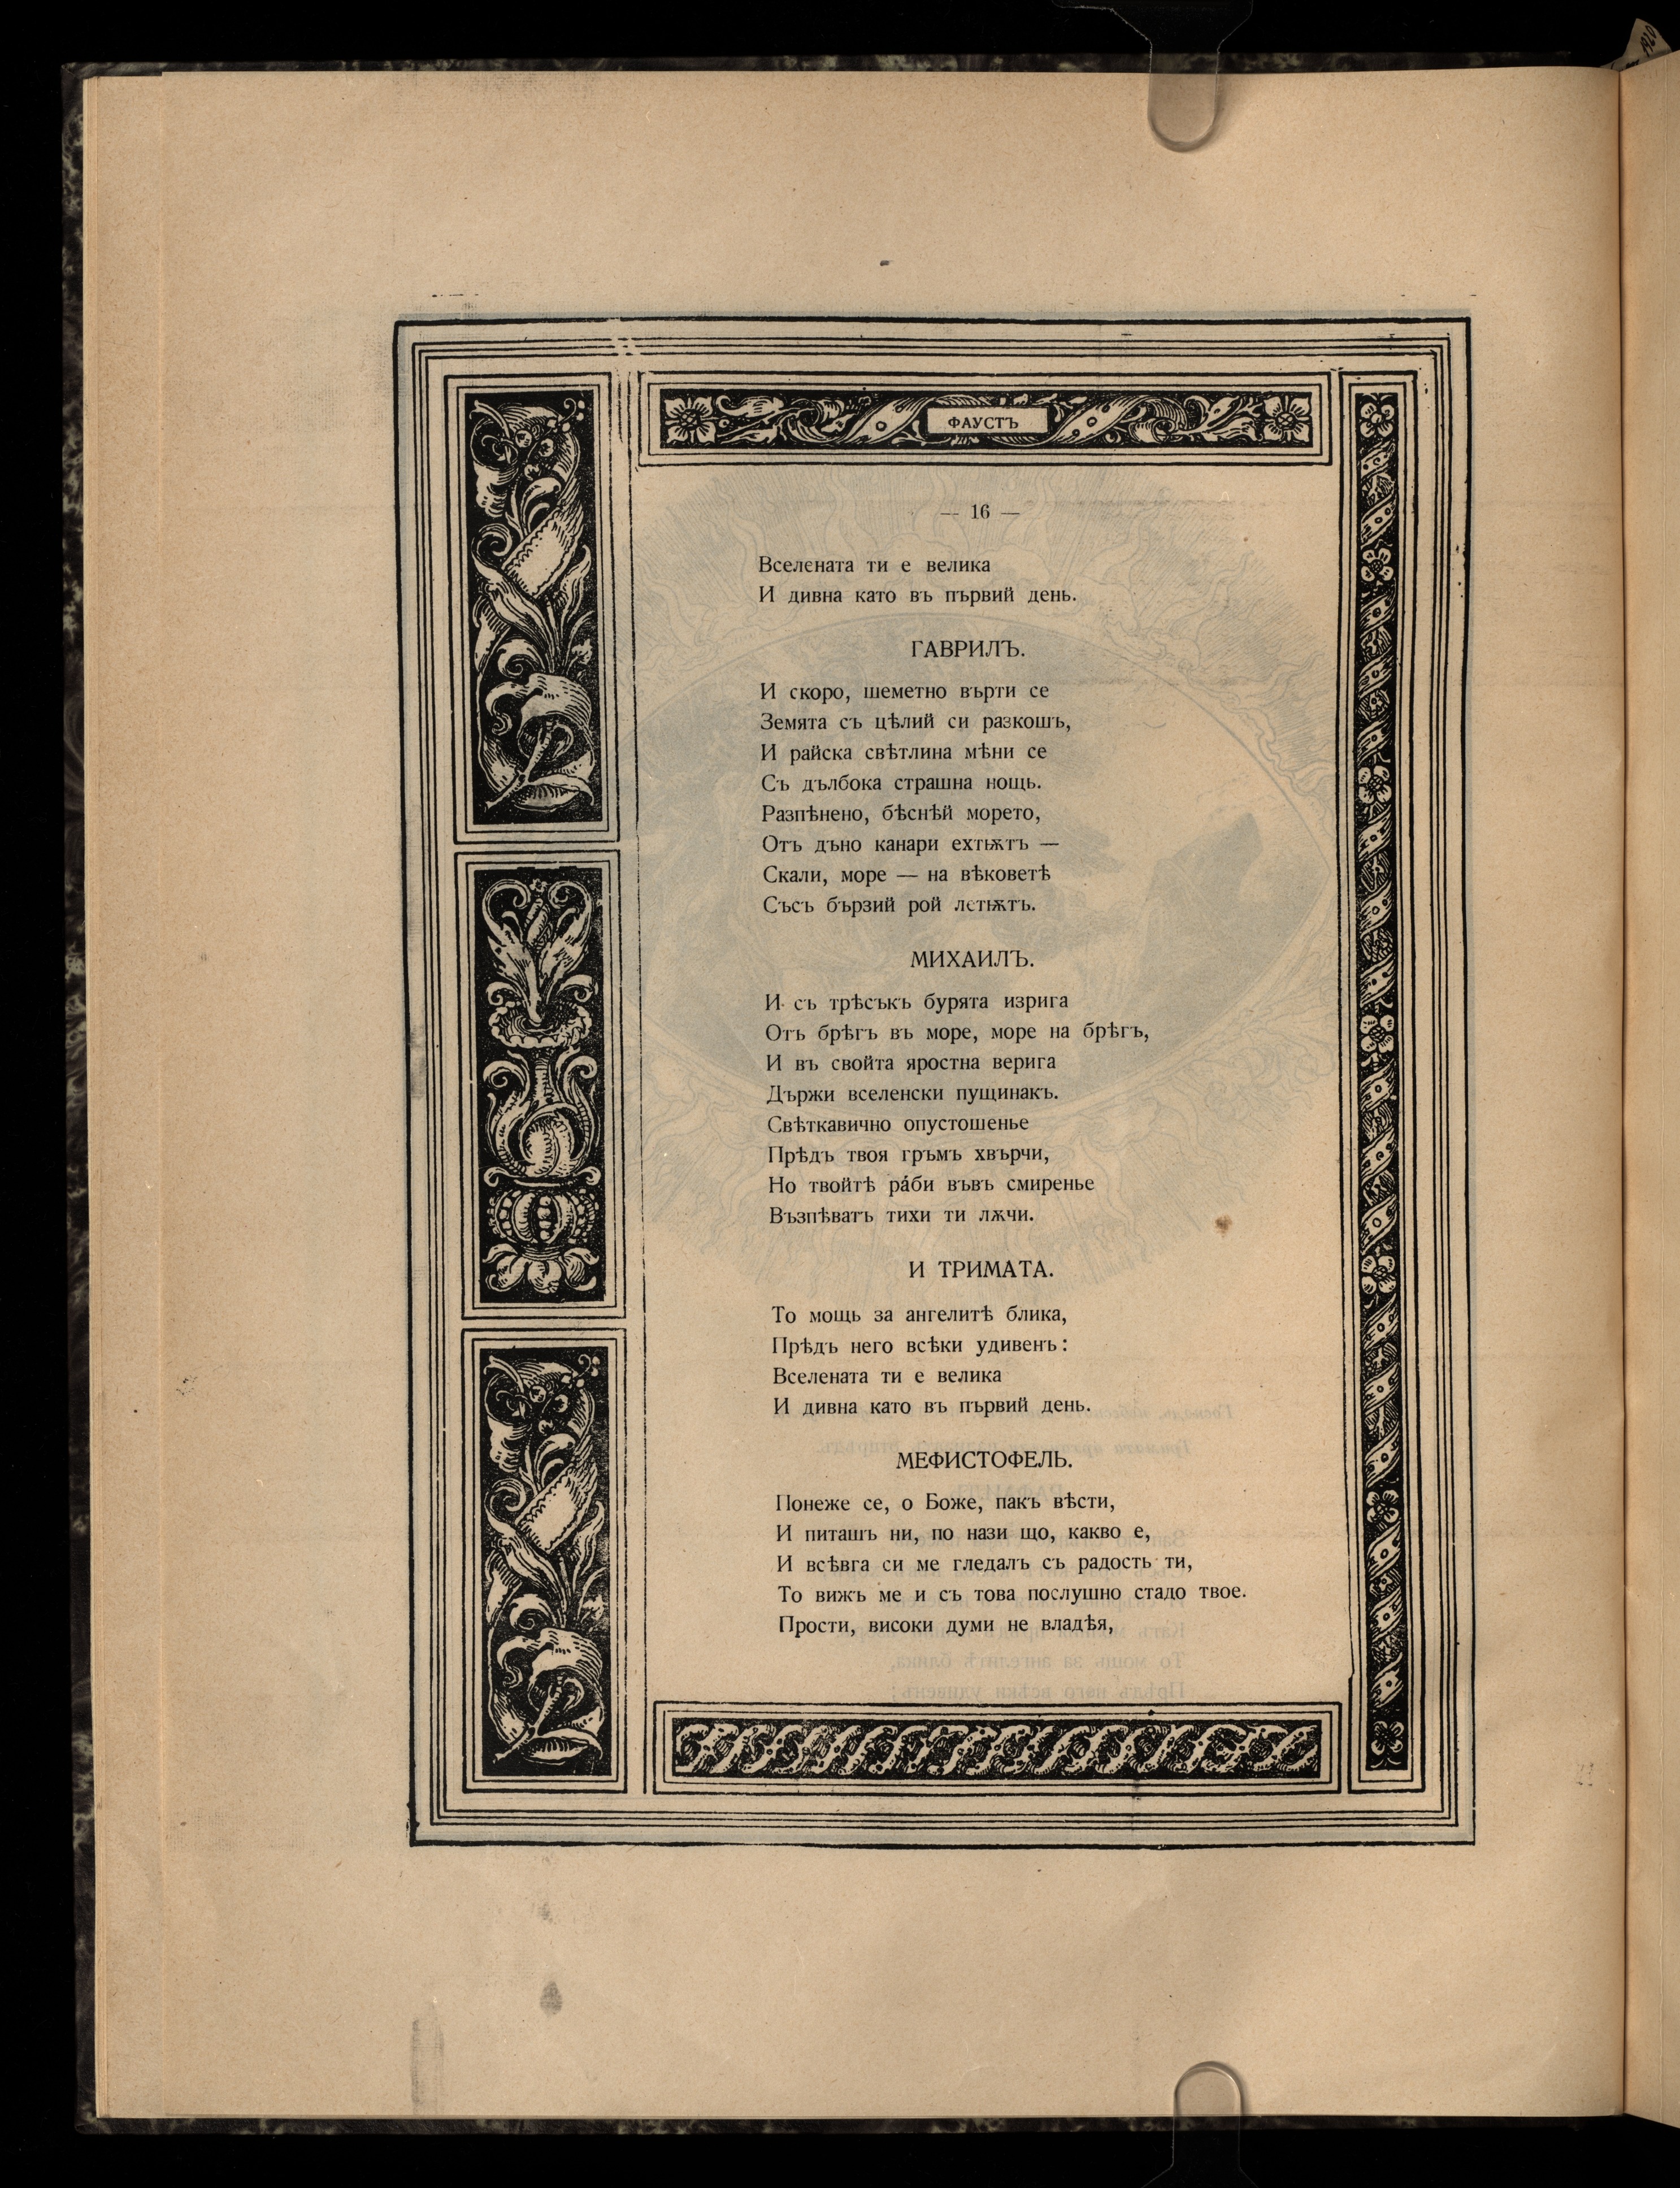 ФАУСТЪ
— 16 —
Вселената ти е велика
И дивна като въ първий день.
ГАВРИЛЪ.
И скоро, шеметно върти се
Земята съ цѣлий си разкошъ,
И райска свѣтлина мѣни се
Съ дълбока страшна нощь.
Разпѣнено, бѣснѣй морето,
Отъ дъно канари ехтѭтъ —
Скали, море — на вѣковетѣ
Със­ъ бързий рой летѭтъ.
МИХАИЛЪ.
И съ трѣсъкъ бурята изрига
Отъ брѣгъ въ море, море на брѣгъ,
И въ свойта яростна верига
Държи вселенски пущинакъ.
Свѣткавично опустошенье
Прѣдъ твоя гръмъ хвърчи,
Но твойтѣ ра́би въвъ смиренье
Възпѣватъ тихи ти лѫчи.
И ТРИМАТА.
То мощь за ангелитѣ блика,
Прѣдъ него всѣки удивенъ:
Вселената ти е велика
И дивна като въ първий день.
МЕФИСТОФЕЛЬ.
Понеже се, о Боже, пакъ вѣсти,
И питашъ ни, по нази що, какво е,
И всѣвга си ме гледалъ съ радость ти,
То вижъ ме и съ това послушно стадо твое.
Прости, високи думи не владѣя,